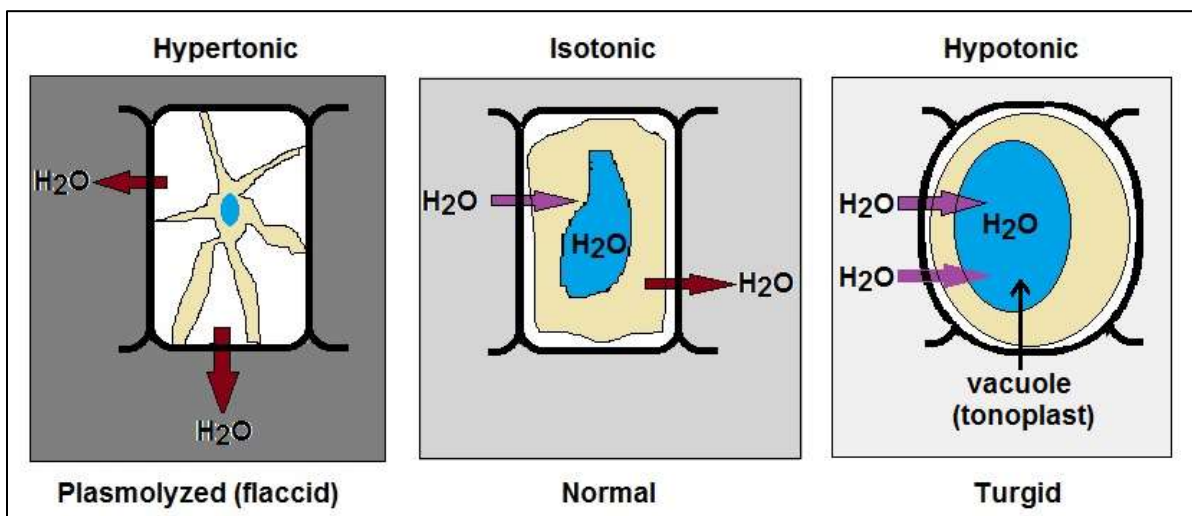 Hypertonic
Isotonic
Hypotonic
H2O
H2O
H2O
H2O
H2O
H2O
H2O
H2O
vacuole
(tonoplast)
Plasmolyzed (flaccid)
Normal
Turgid